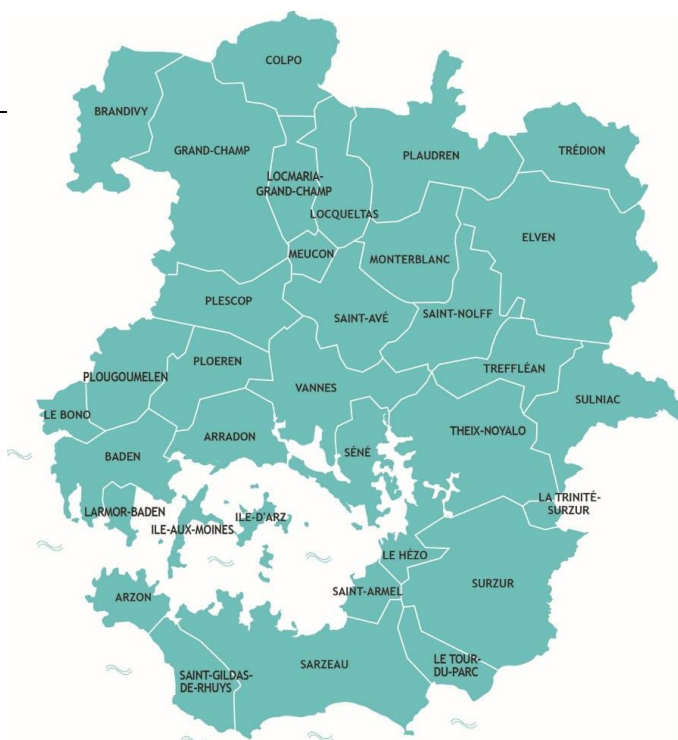 COLPO
BRANDIVY
GRAND-CHAMP
PLAUDREN
TRÉDION
LOCMARIA-
GRAND-CHAMP
LOCQUELTAS
ELVEN
MEUCON
MONTERBLANC
PLESCOP
SAINT-AVÉ
SAINT-NOLFF
PLOEREN
TREFFLÉAN
PLOUGOUMELEN
VANNES
SULNIAC
LE BONO
ARRADON
THEIX-NOYALO
BADEN
SÉNÉ
LA TRINITÉ-
SURZUR
LARMOR-BADEN
ILE-D'ARZ
ILE-AUX-MOINES
LE HÉZO
SURZUR
SAINT-ARMEL
ARZON
SARZEAU
LE TOUR-
DU-PARC
SAINT-GILDAS-
DE-RHUYS